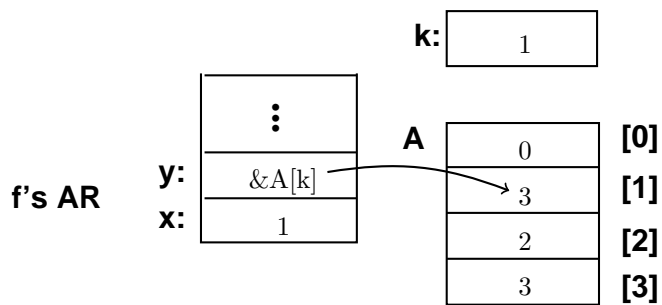 k: 1
⋮
A 0 [0]
y: &A[k] 3 [1]
f's AR
x: 1 2 [2]
3 [3]